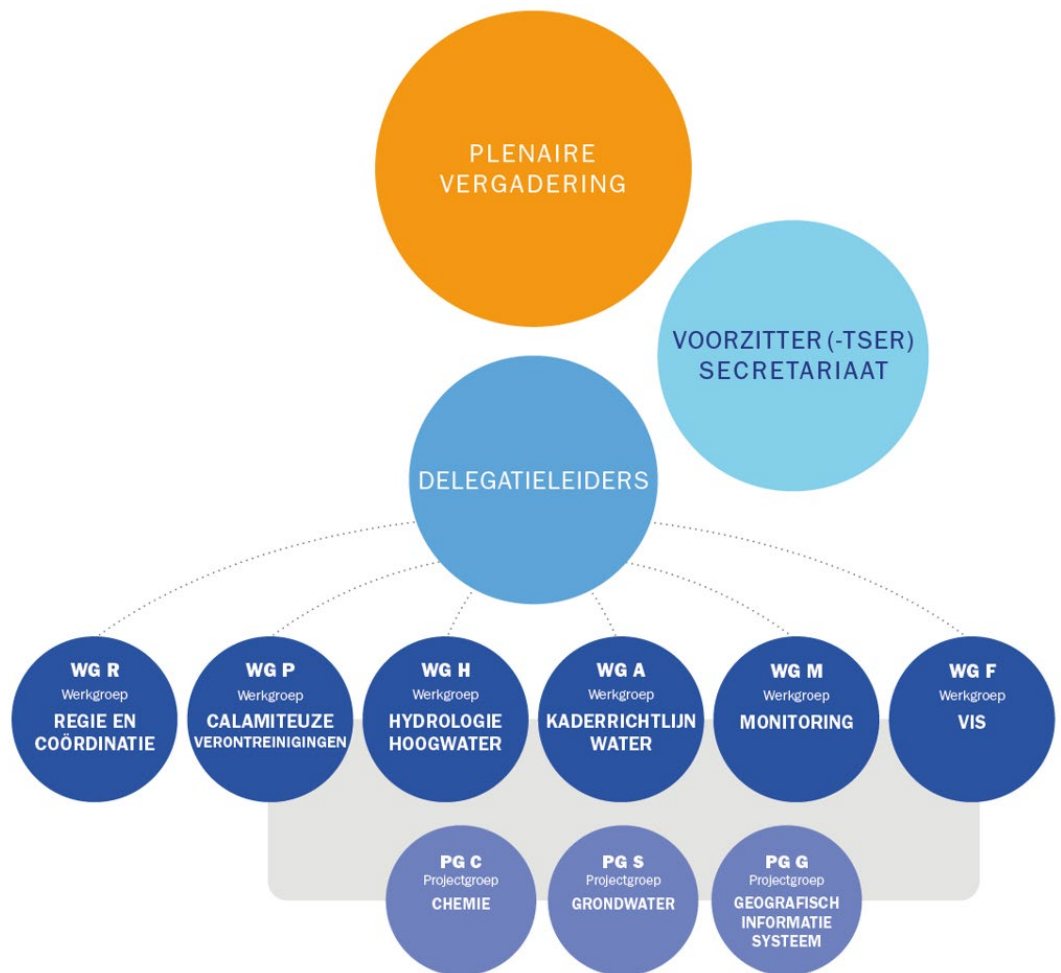 PLENAIRE
VERGADERING
VOORZITTER (-TSER)
SECRETARIAAT
DELEGATIELEIDERS
WG R
Werkgroep
REGIE EN
COÖRDINATIE
WG P
Werkgroep
CALAMITEUZE
VERONTREINIGINGEN
WG H
Werkgroep
HYDROLOGIE
HOOGWATER
WG A
Werkgroep
KADERRICHTLIJN
WATER
WG M
Werkgroep
MONITORING
WG F
Werkgroep
VIS
PG C
Projectgroep
CHEMIE
PG S
Projectgroep
GRONDWATER
PG G
Projectgroep
GEOGRAFISCH
INFORMATIE
SYSTEEM